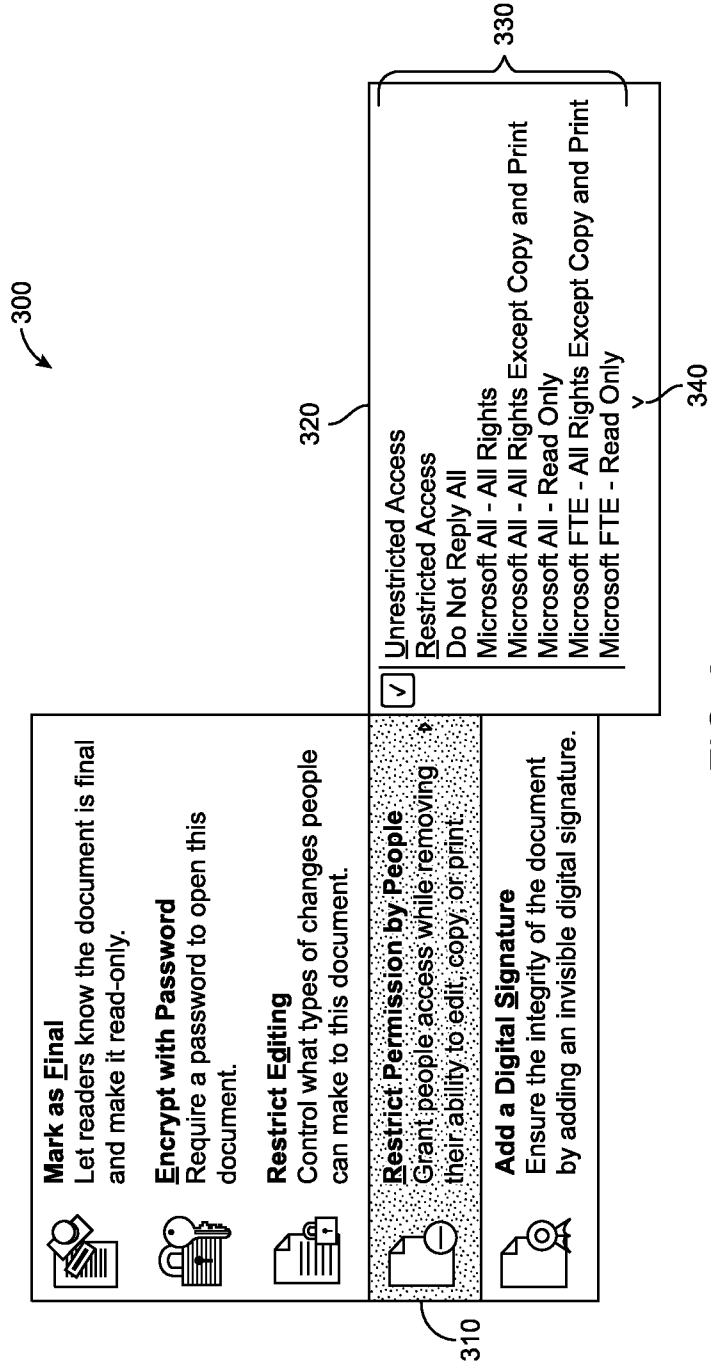 300
Mark as Final
Let readers know the document is final
and make it read-only.
Encrypt with Password
Require a password to open this
document.
Restrict Editing
Control what types of changes people
can make to this document.
310
Restrict Permission by People
Grant people access while removing
their ability to edit, copy, or print.
Add a Digital Signature
Ensure the integrity of the document
by adding an invisible digital signature.
320
Unrestricted Access
Restricted Access
Do Not Reply All
Microsoft All - All Rights
Microsoft All - All Rights Except Copy and Print
Microsoft All - Read Only
Microsoft FTE - All Rights Except Copy and Print
Microsoft FTE - Read Only
330
340